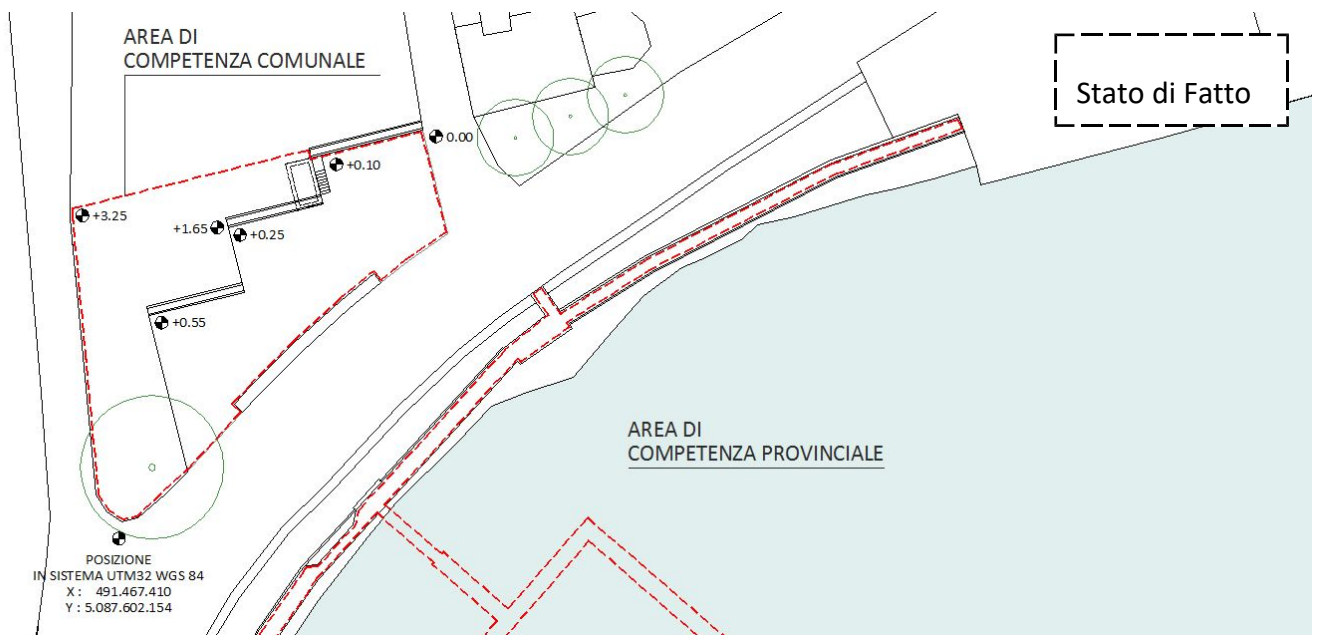 AREA DI
COMPETENZA COMUNALE
Stato di Fatto
0.00
+0.10
+3.25
+1.65
+0.25
+0.55
AREA DI
COMPETENZA PROVINCIALE
POSIZIONE
IN SISTEMA UTM32 WGS 84
X : 491.467.410
Y : 5.087.602.154